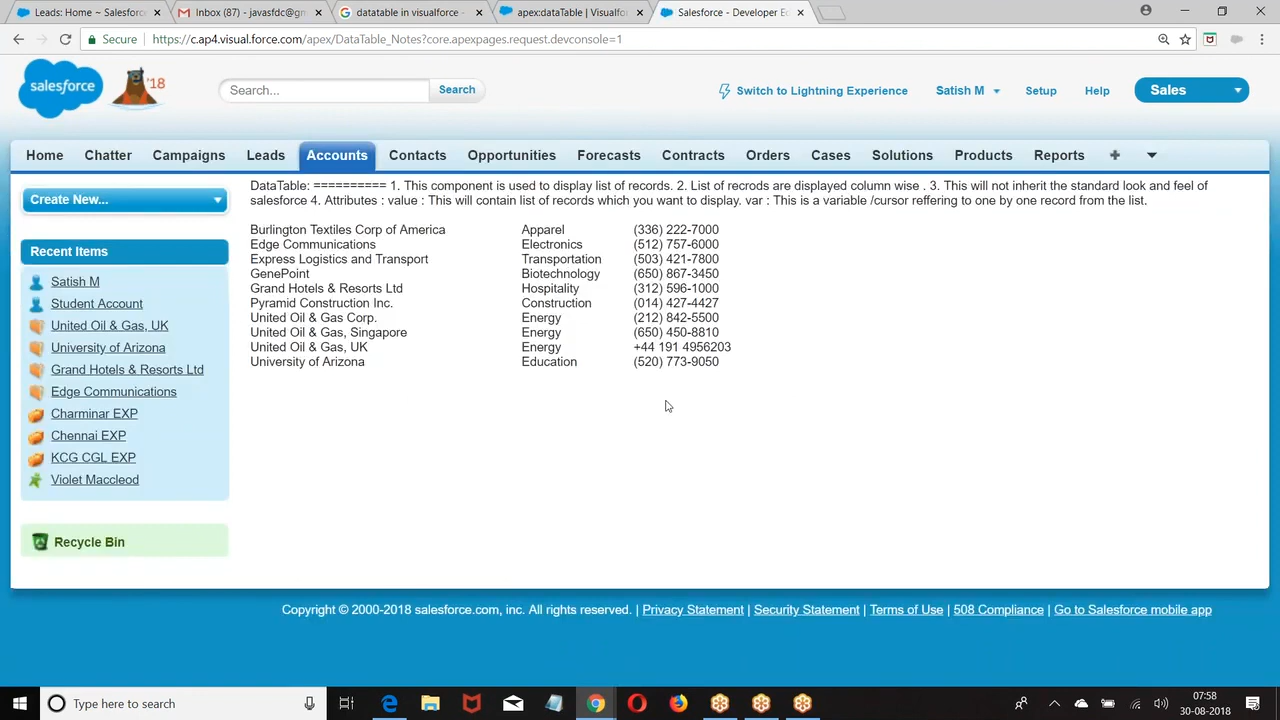 Leads: Home ~ Salesforc
Inbox (87) - javasfdc@gm
datatable in visualforce -
apex:dataTable | Visualfor
Salesforce - Developer Ed
Secure
https://c.ap4.visual.force.com/apex/DataTable_Notes?core.apexpages.request.devconsole=1
salesforce
'18
Search...
Search
Switch to Lightning Experience
Satish M
Setup
Help
Sales
Home
Chatter
Campaigns
Leads
Accounts
Contacts
Opportunities
Forecasts
Contracts
Orders
Cases
Solutions
Products
Reports
+
Create New...
Recent Items
Satish M
Student Account
United Oil & Gas, UK
University of Arizona
Grand Hotels & Resorts Ltd
Edge Communications
Charminar EXP
Chennai EXP
KCG CGL EXP
Violet Maccleod
Recycle Bin
DataTable: ========== 1. This component is used to display list of records. 2. List of recrods are displayed column wise . 3. This will not inherit the standard look and feel of
salesforce 4. Attributes : value : This will contain list of records which you want to display. var : This is a variable /cursor reffering to one by one record from the list.
Burlington Textiles Corp of America Apparel (336) 222-7000
Edge Communications Electronics (512) 757-6000
Express Logistics and Transport Transportation (503) 421-7800
GenePoint Biotechnology (650) 867-3450
Grand Hotels & Resorts Ltd Hospitality (312) 596-1000
Pyramid Construction Inc. Construction (014) 427-4427
United Oil & Gas Corp. Energy (212) 842-5500
United Oil & Gas, Singapore Energy (650) 450-8810
United Oil & Gas, UK Energy +44 191 4956203
University of Arizona Education (520) 773-9050
Copyright © 2000-2018 salesforce.com, inc. All rights reserved. | Privacy Statement | Security Statement | Terms of Use | 508 Compliance | Go to Salesforce mobile app
Type here to search
07:58
30-08-2018